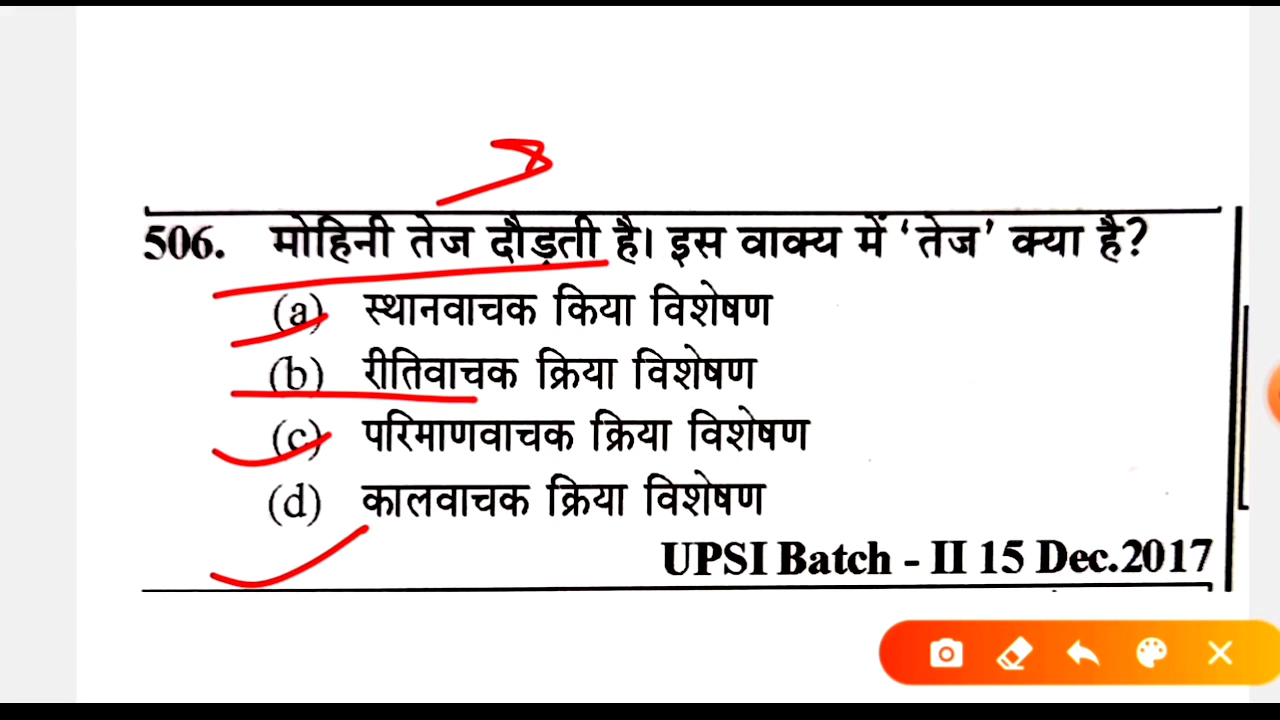 506. मोहिनी तेज दौड़ती है। इस वाक्य में ‘तेज’ क्या है?
(a) स्थानवाचक किया विशेषण
(b) रीतिवाचक क्रिया विशेषण
(c) परिमाणवाचक क्रिया विशेषण
(d) कालवाचक क्रिया विशेषण
UPSI Batch - II 15 Dec.2017